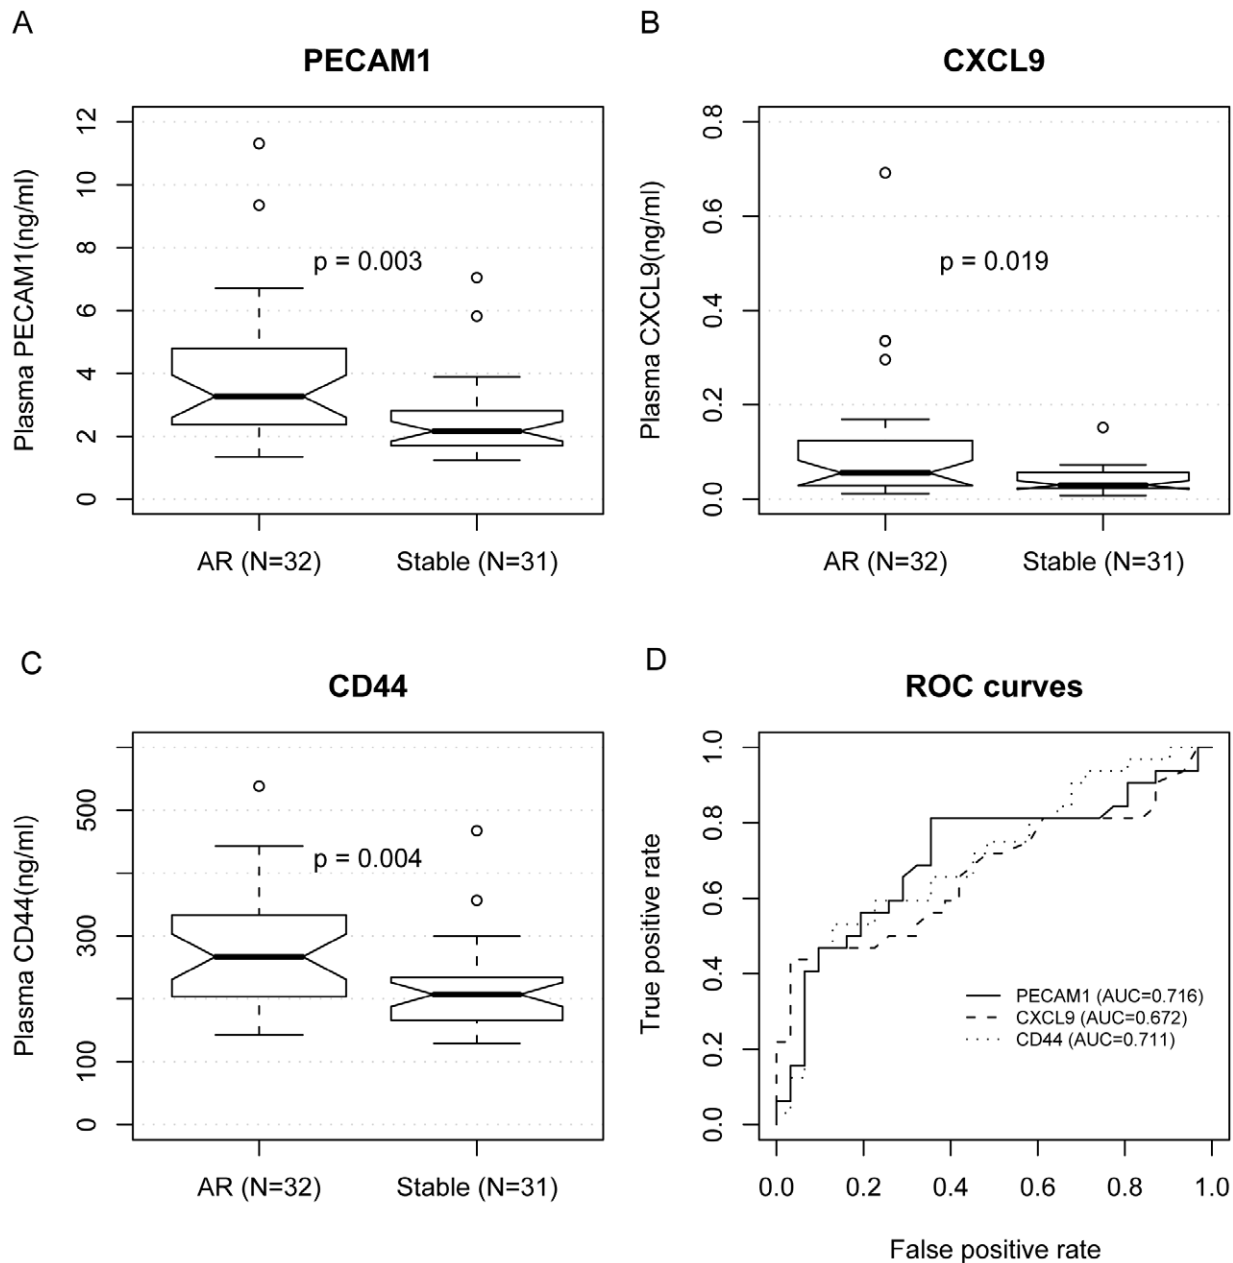 A
PECAM1
Plasma PECAM1(ng/ml)
12
10
8
6
4
2
0
p = 0.003
AR (N=32)
Stable (N=31)
B
CXCL9
Plasma CXCL9(ng/ml)
0.8
0.6
0.4
0.2
0.0
p = 0.019
AR (N=32)
Stable (N=31)
C
CD44
Plasma CD44(ng/ml)
500
300
100
0
p = 0.004
AR (N=32)
Stable (N=31)
D
ROC curves
True positive rate
1.0
0.8
0.6
0.4
0.2
0.0
PECAM1 (AUC=0.716)
CXCL9 (AUC=0.672)
CD44 (AUC=0.711)
0.0 0.2 0.4 0.6 0.8 1.0
False positive rate